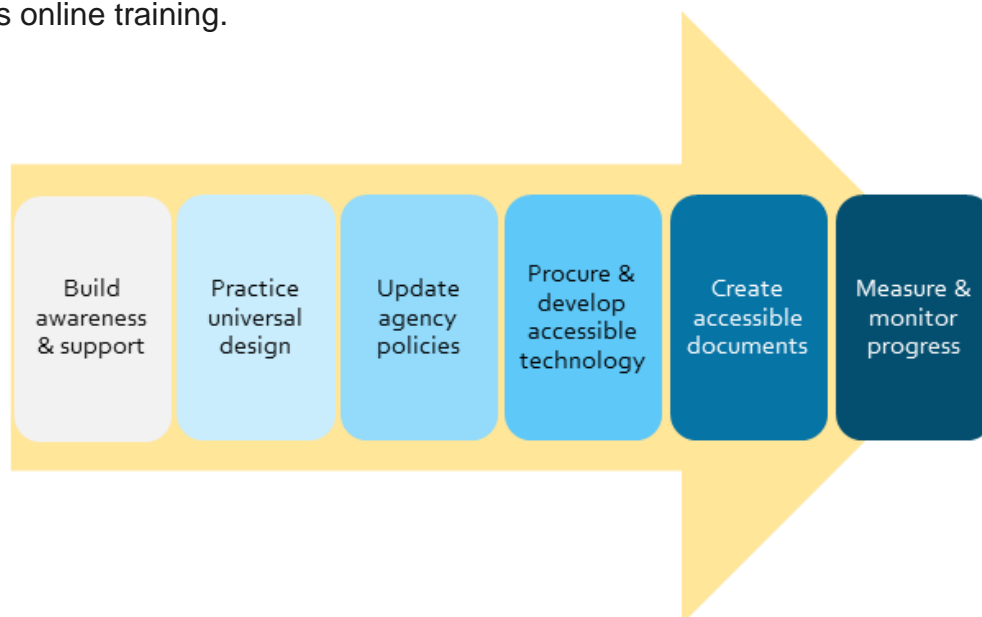 s online training.
Build
awareness
& support
Practice
universal
design
Update
agency
policies
Procure &
develop
accessible
technology
Create
accessible
documents
Measure &
monitor
progress